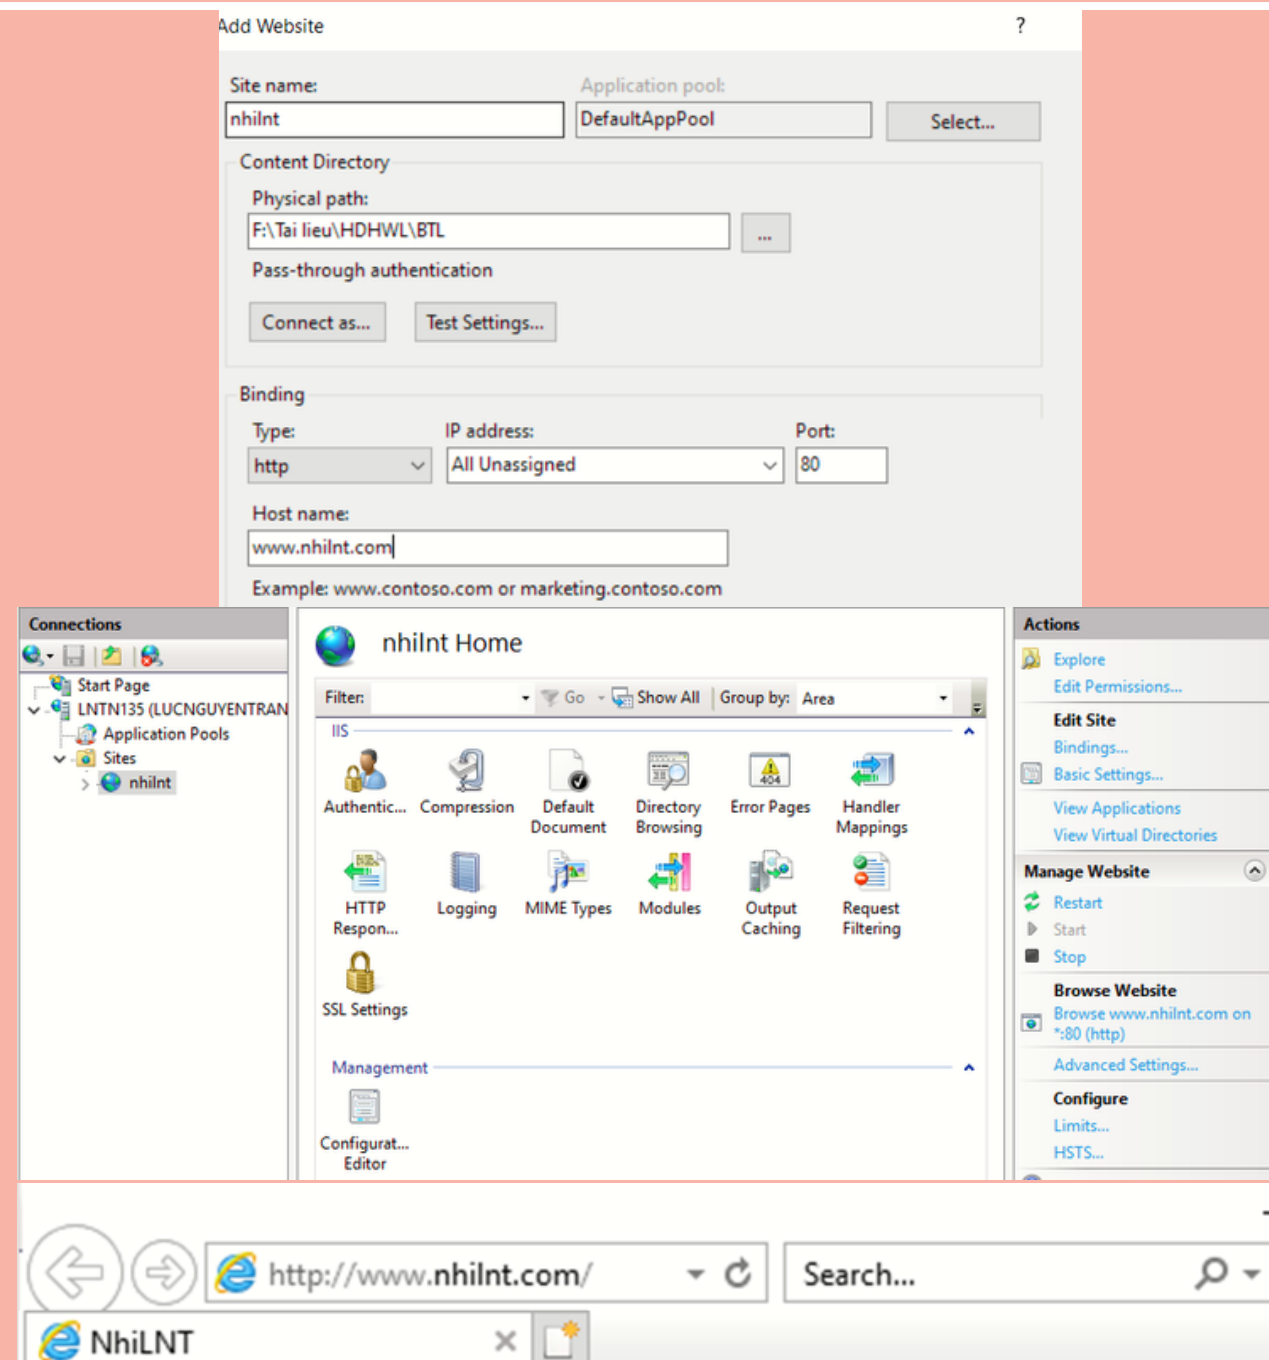 Add Website ?
Site name: Application pool:
nhilnt DefaultAppPool Select...
Content Directory
Physical path:
F:\Tai lieu\HDHWL\BTL ...
Pass-through authentication
Connect as... Test Settings...
Binding
Type: IP address: Port:
http All Unassigned 80
Host name:
www.nhilnt.com
Example: www.contoso.com or marketing.contoso.com
Connections
Start Page
LNTN135 (LUCNGUYENTRAN
Application Pools
Sites
nhilnt
nhilnt Home
Filter: Go Show All Group by: Area
IIS
Authentic... Compression Default Document Directory Browsing Error Pages Handler Mappings
HTTP Respon... Logging MIME Types Modules Output Caching Request Filtering
SSL Settings
Management
Configurat... Editor
Actions
Explore
Edit Permissions...
Edit Site
Bindings...
Basic Settings...
View Applications
View Virtual Directories
Manage Website
Restart
Start
Stop
Browse Website
Browse www.nhilnt.com on
*:80 (http)
Advanced Settings...
Configure
Limits...
HSTS...
http://www.nhilnt.com/ Search...
NhiLNT